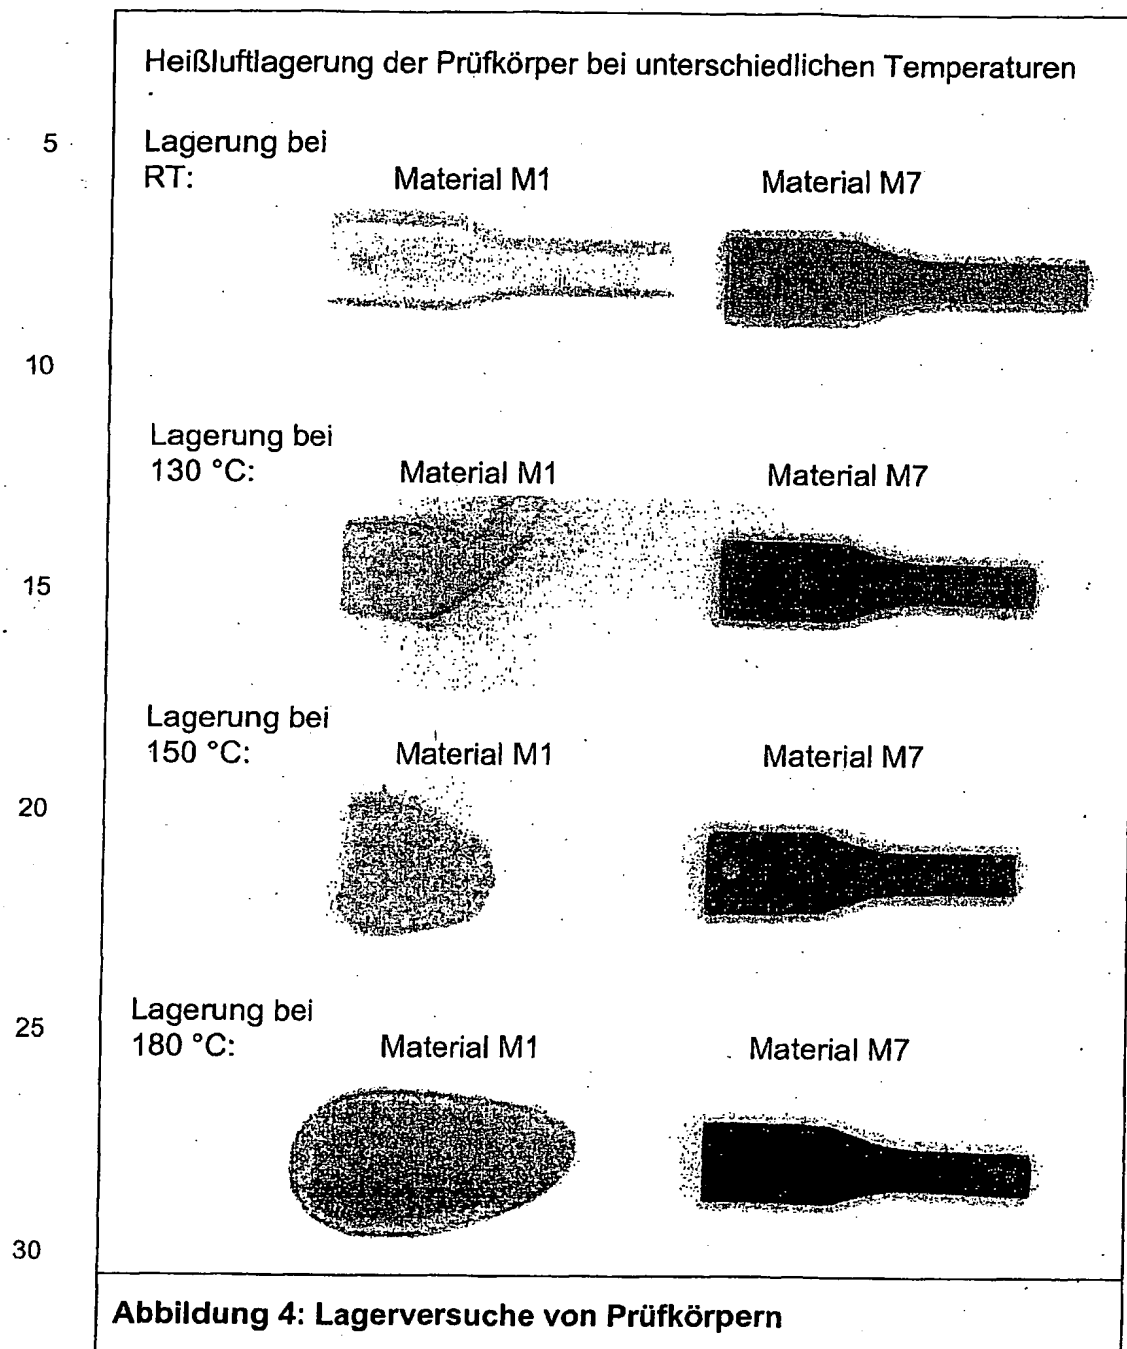 Heißluftlagerung der Prüfkörper bei unterschiedlichen Temperaturen
5
Lagerung bei
RT:
Material M1
Material M7
10
Lagerung bei
130 °C:
Material M1
Material M7
15
Lagerung bei
150 °C:
Material M1
Material M7
20
25
Lagerung bei
180 °C:
Material M1
Material M7
30
Abbildung 4: Lagerversuche von Prüfkörpern